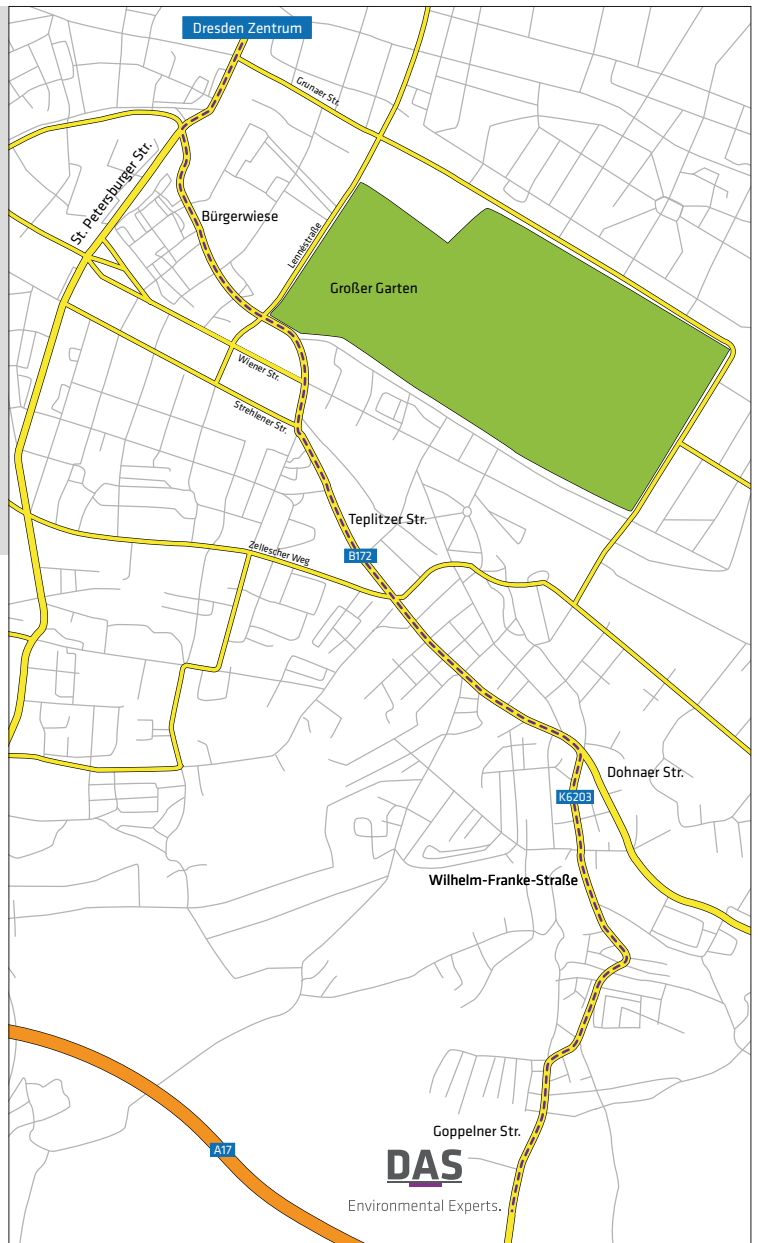 Dresden Zentrum
Grunaer Str.
St. Petersburger Str.
Bürgerwiese
Lennéstraße
Großer Garten
Wiener Str.
Strehlener Str.
Teplitzer Str.
Zellescher Weg
B172
Dohnaer Str.
K6203
Wilhelm-Franke-Straße
Goppelner Str.
A17
DAS
Environmental Experts.